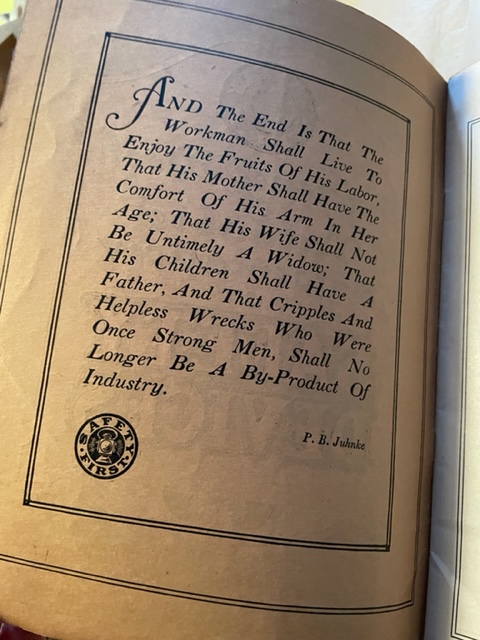 AND The End Is That The
Workman Shall Live To
Enjoy The Fruits Of His Labor,
That His Mother Shall Have The
Comfort Of His Arm In Her
Age; That His Wife Shall Not
Be Untimely A Widow; That
His Children Shall Have A
Father, And That Cripples And
Helpless Wrecks Who Were
Once Strong Men, Shall No
Longer Be A By-Product Of
Industry.
P. B. Juhnke
SAFETY
FIRST